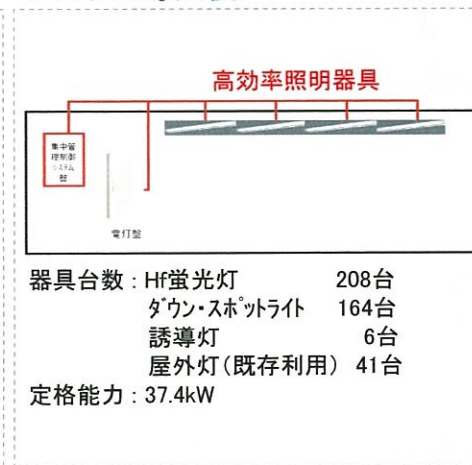 高効率照明器具
集中管
理制御
システム
盤
電灯盤
器具台数：Hf蛍光灯 208台
ﾀﾞｳﾝ・ｽﾎﾟｯﾄﾗｲﾄ 164台
誘導灯 6台
屋外灯(既存利用) 41台
定格能力：37.4kW